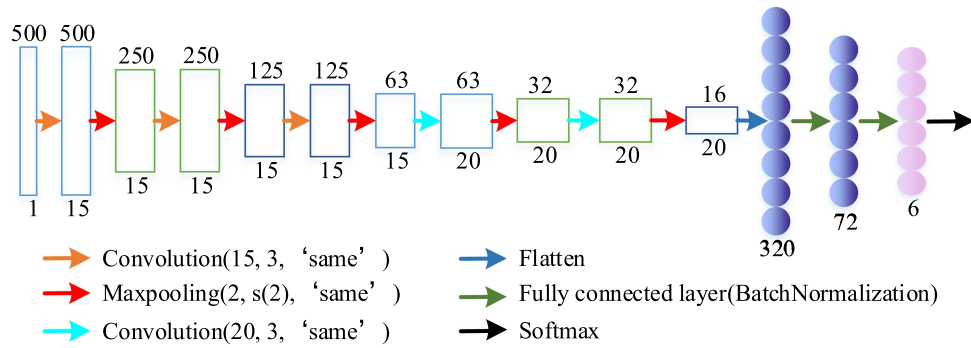 500 500 250 250 125 125 63 63 32 32 16
1 15 15 15 15 15 15 20 20 20 20
320 72 6
Convolution(15, 3, ‘same’ )
Maxpooling(2, s(2), ‘same’ )
Convolution(20, 3, ‘same’ )
Flatten
Fully connected layer(BatchNormalization)
Softmax